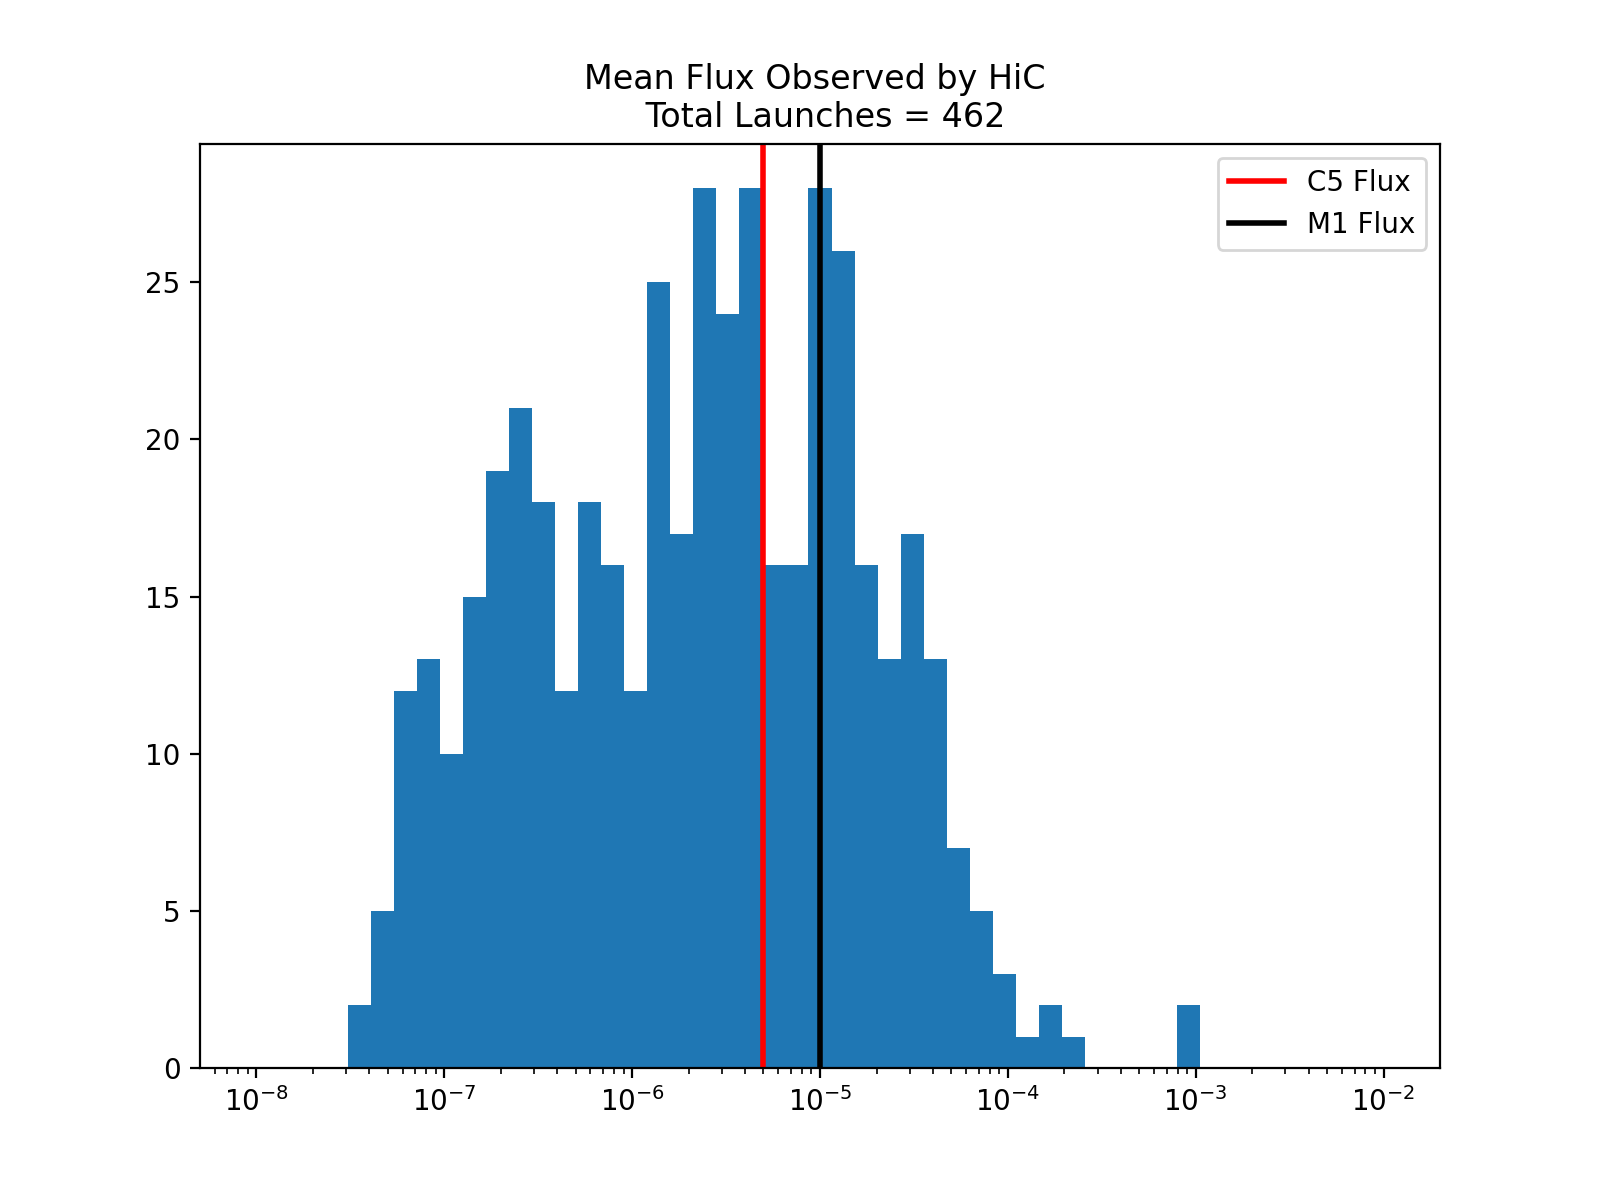 Mean Flux Observed by HiC
Total Launches = 462
C5 Flux
M1 Flux
25
20
15
10
5
0
10⁻⁸ 10⁻⁷ 10⁻⁶ 10⁻⁵ 10⁻⁴ 10⁻³ 10⁻²